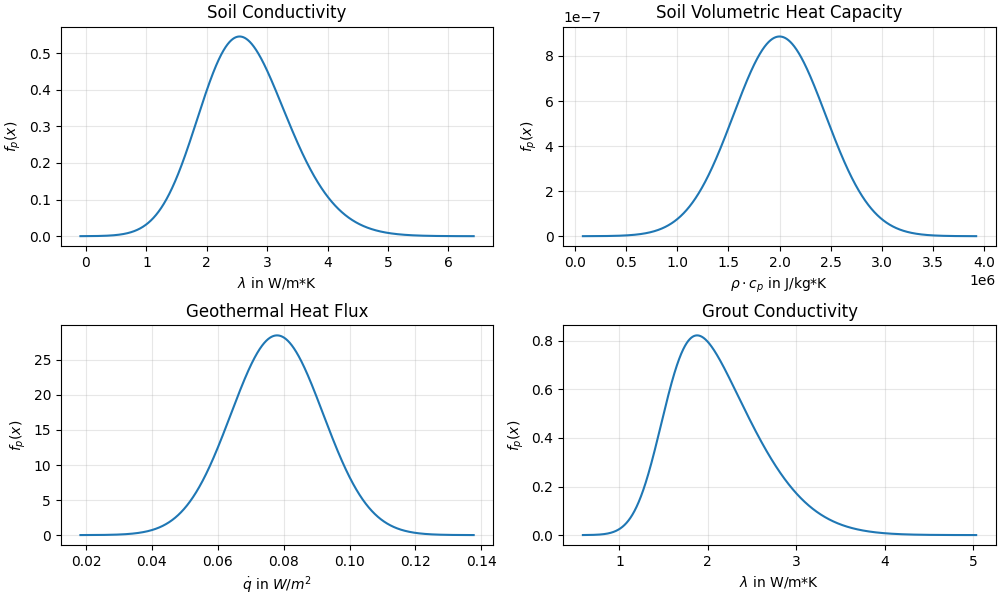 Soil Conductivity
0.5
0.4
0.3
0.2
0.1
0.0
f_p(x)
0 1 2 3 4 5 6
λ in W/m*K
Soil Volumetric Heat Capacity
1e−7
8
6
4
2
0
f_p(x)
0.0 0.5 1.0 1.5 2.0 2.5 3.0 3.5 4.0
1e6
ρ · c_p in J/kg*K
Geothermal Heat Flux
25
20
15
10
5
0
f_p(x)
0.02 0.04 0.06 0.08 0.10 0.12 0.14
q̇ in W/m²
Grout Conductivity
0.8
0.6
0.4
0.2
0.0
f_p(x)
1 2 3 4 5
λ in W/m*K